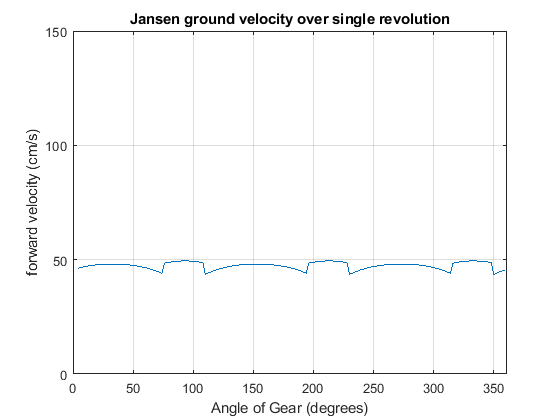 Jansen ground velocity over single revolution
150
100
50
0
forward velocity (cm/s)
0 50 100 150 200 250 300 350
Angle of Gear (degrees)